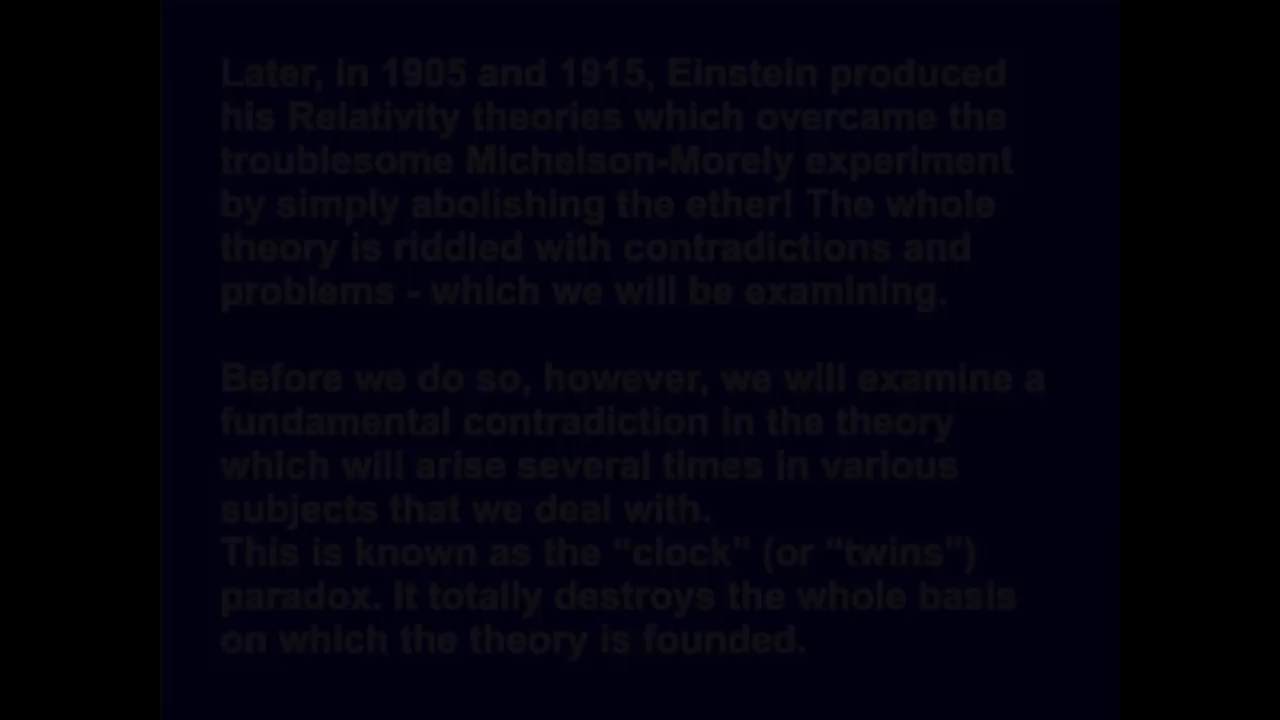 Later, in 1905 and 1915, Einstein produced
his Relativity theories which overcame the
troublesome Michelson-Morely experiment
by simply abolishing the ether! The whole
theory is riddled with contradictions and
problems - which we will be examining.
Before we do so, however, we will examine a
fundamental contradiction in the theory
which will arise several times in various
subjects that we deal with.
This is known as the “clock” (or “twins”)
paradox. It totally destroys the whole basis
on which the theory is founded.